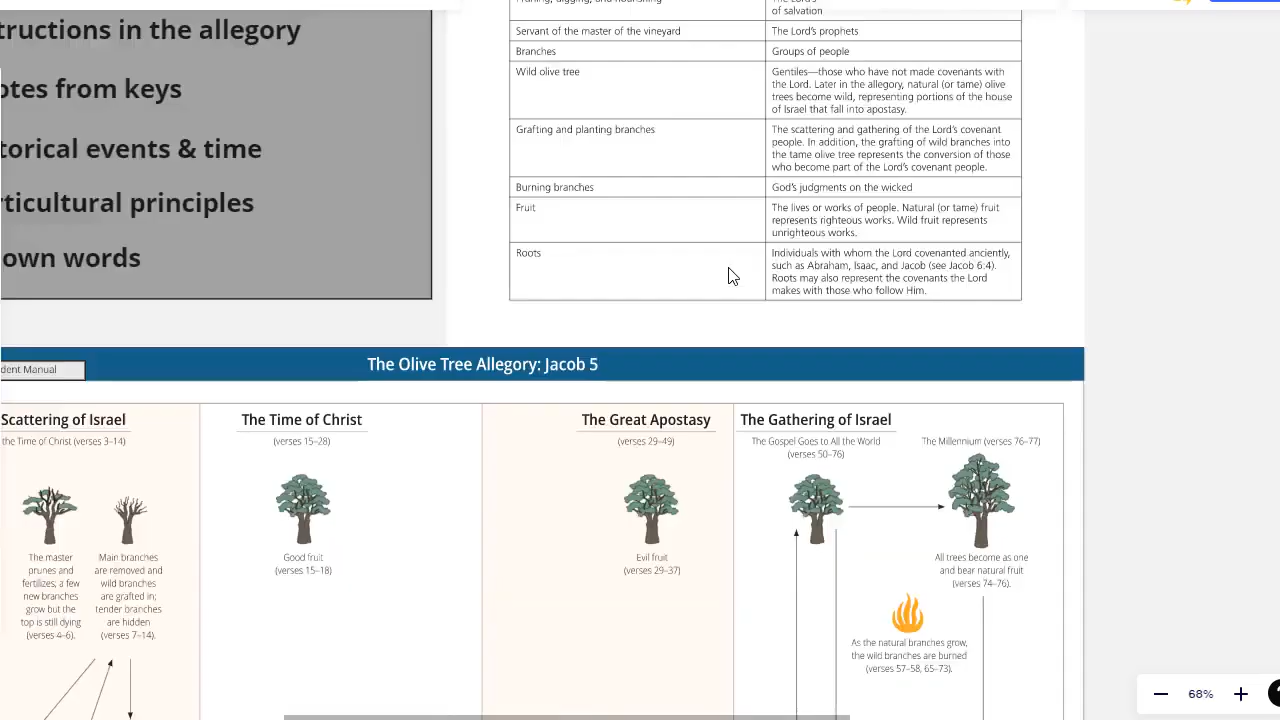 tructions in the allegory
otes from keys
torical events & time
ticultural principles
own words
of salvation
Servant of the master of the vineyard
The Lord's prophets
Branches
Groups of people
Wild olive tree
Gentiles—those who have not made covenants with
the Lord. Later in the allegory, natural (or tame) olive
trees become wild, representing portions of the house
of Israel that fall into apostasy.
Grafting and planting branches
The scattering and gathering of the Lord's covenant
people. In addition, the grafting of wild branches into
the tame olive tree represents the conversion of those
who become part of the Lord's covenant people.
Burning branches
God's judgments on the wicked
Fruit
The lives or works of people. Natural (or tame) fruit
represents righteous works. Wild fruit represents
unrighteous works.
Roots
Individuals with whom the Lord covenanted anciently,
such as Abraham, Isaac, and Jacob (see Jacob 6:4).
Roots may also represent the covenants the Lord
makes with those who follow Him.
dent Manual
The Olive Tree Allegory: Jacob 5
Scattering of Israel
the Time of Christ (verses 3–14)
The master
prunes and
fertilizes; a few
new branches
grow but the
top is still dying
(verses 4–6).
Main branches
are removed and
wild branches
are grafted in;
tender branches
are hidden
(verses 7–14).
The Time of Christ
(verses 15–28)
Good fruit
(verses 15–18)
The Great Apostasy
(verses 29–49)
Evil fruit
(verses 29–37)
The Gathering of Israel
The Gospel Goes to All the World
(verses 50–76)
The Millennium (verses 76–77)
All trees become as one
and bear natural fruit
(verses 74–76).
As the natural branches grow,
the wild branches are burned
(verses 57–58, 65–73).
68%